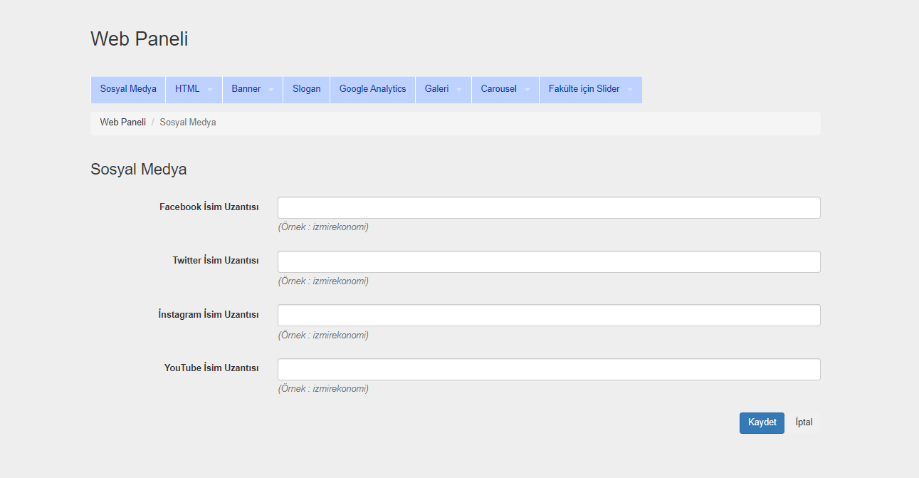 Web Paneli
Sosyal Medya HTML Banner Slogan Google Analytics Galeri Carousel Fakülte için Slider
Web Paneli / Sosyal Medya
Sosyal Medya
Facebook İsim Uzantısı
(Örnek : izmirekonomi)
Twitter İsim Uzantısı
(Örnek : izmirekonomi)
İnstagram İsim Uzantısı
(Örnek : izmirekonomi)
YouTube İsim Uzantısı
(Örnek : izmirekonomi)
Kaydet İptal